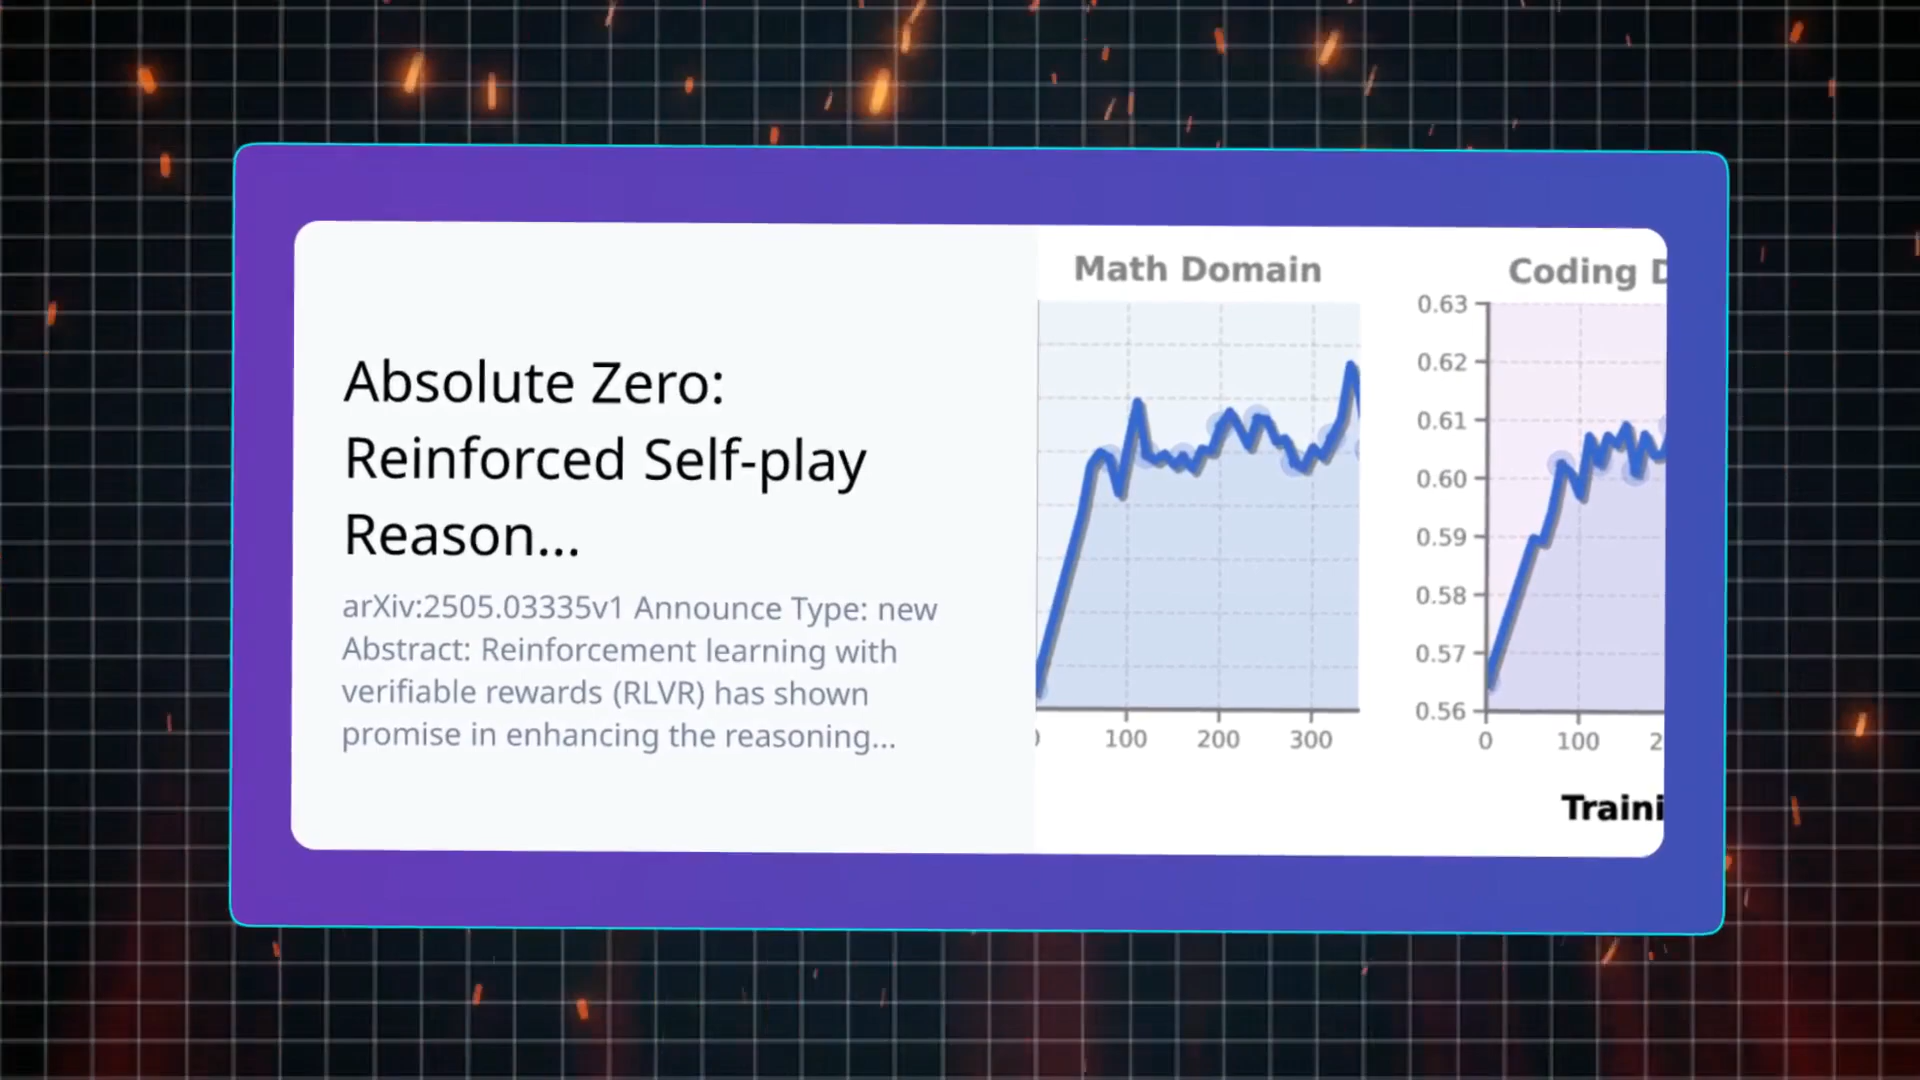 Absolute Zero:
Reinforced Self-play
Reason...
arXiv:2505.03335v1 Announce Type: new
Abstract: Reinforcement learning with
verifiable rewards (RLVR) has shown
promise in enhancing the reasoning...
Math Domain
100 200 300
Coding D
0.63
0.62
0.61
0.60
0.59
0.58
0.57
0.56
0 100 2
Traini